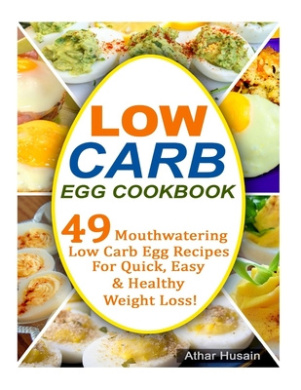 LOW
CARB
EGG COOKBOOK
49 Mouthwatering
Low Carb Egg Recipes
For Quick, Easy
& Healthy
Weight Loss!
Athar Husain